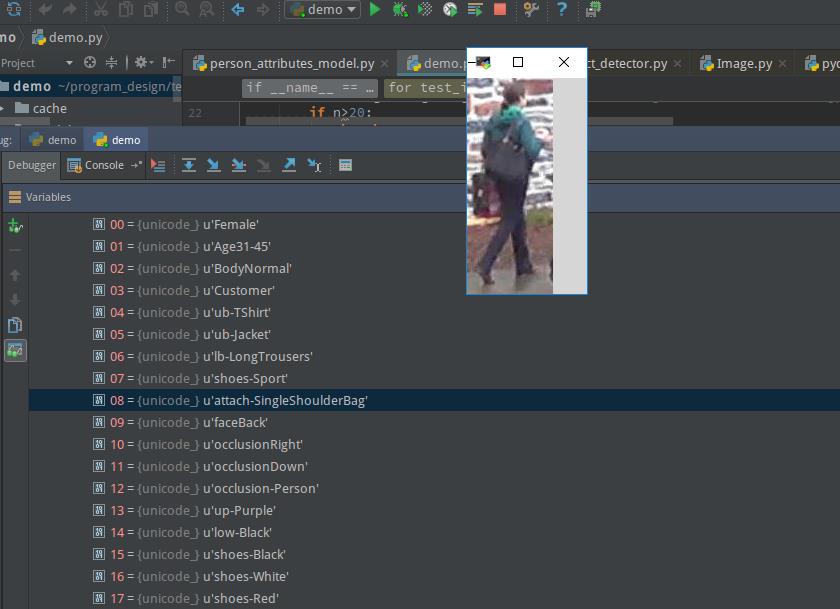 demo
no
demo.py
Project
person_attributes_model.py
demo.
ct_detector.py
Image.py
pyc
demo ~/program_design/te
cache
if __name__ == ...
for test_i
22
if n>20:
ug:
demo
demo
Debugger
Console
Variables
00 = {unicode_} u'Female'
01 = {unicode_} u'Age31-45'
02 = {unicode_} u'BodyNormal'
03 = {unicode_} u'Customer'
04 = {unicode_} u'ub-TShirt'
05 = {unicode_} u'ub-Jacket'
06 = {unicode_} u'lb-LongTrousers'
07 = {unicode_} u'shoes-Sport'
08 = {unicode_} u'attach-SingleShoulderBag'
09 = {unicode_} u'faceBack'
10 = {unicode_} u'occlusionRight'
11 = {unicode_} u'occlusionDown'
12 = {unicode_} u'occlusion-Person'
13 = {unicode_} u'up-Purple'
14 = {unicode_} u'low-Black'
15 = {unicode_} u'shoes-Black'
16 = {unicode_} u'shoes-White'
17 = {unicode_} u'shoes-Red'